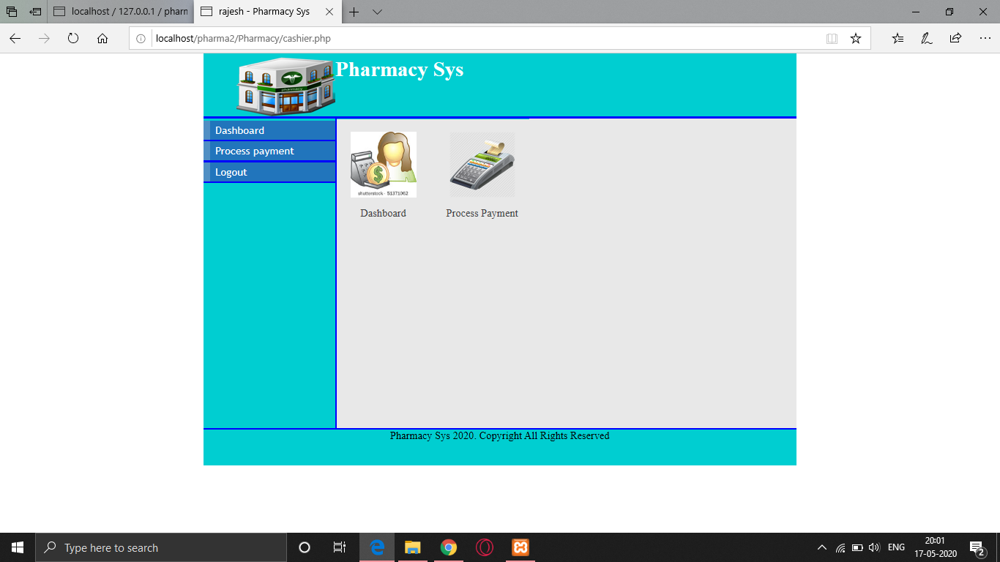 localhost / 127.0.0.1 / pharm
rajesh - Pharmacy Sys
localhost/pharma2/Pharmacy/cashier.php
pharmacy
Pharmacy Sys
Dashboard
Process payment
Logout
shutterstock · 51371062
Dashboard
Process Payment
Pharmacy Sys 2020. Copyright All Rights Reserved
Type here to search
ENG
20:01
17-05-2020
2